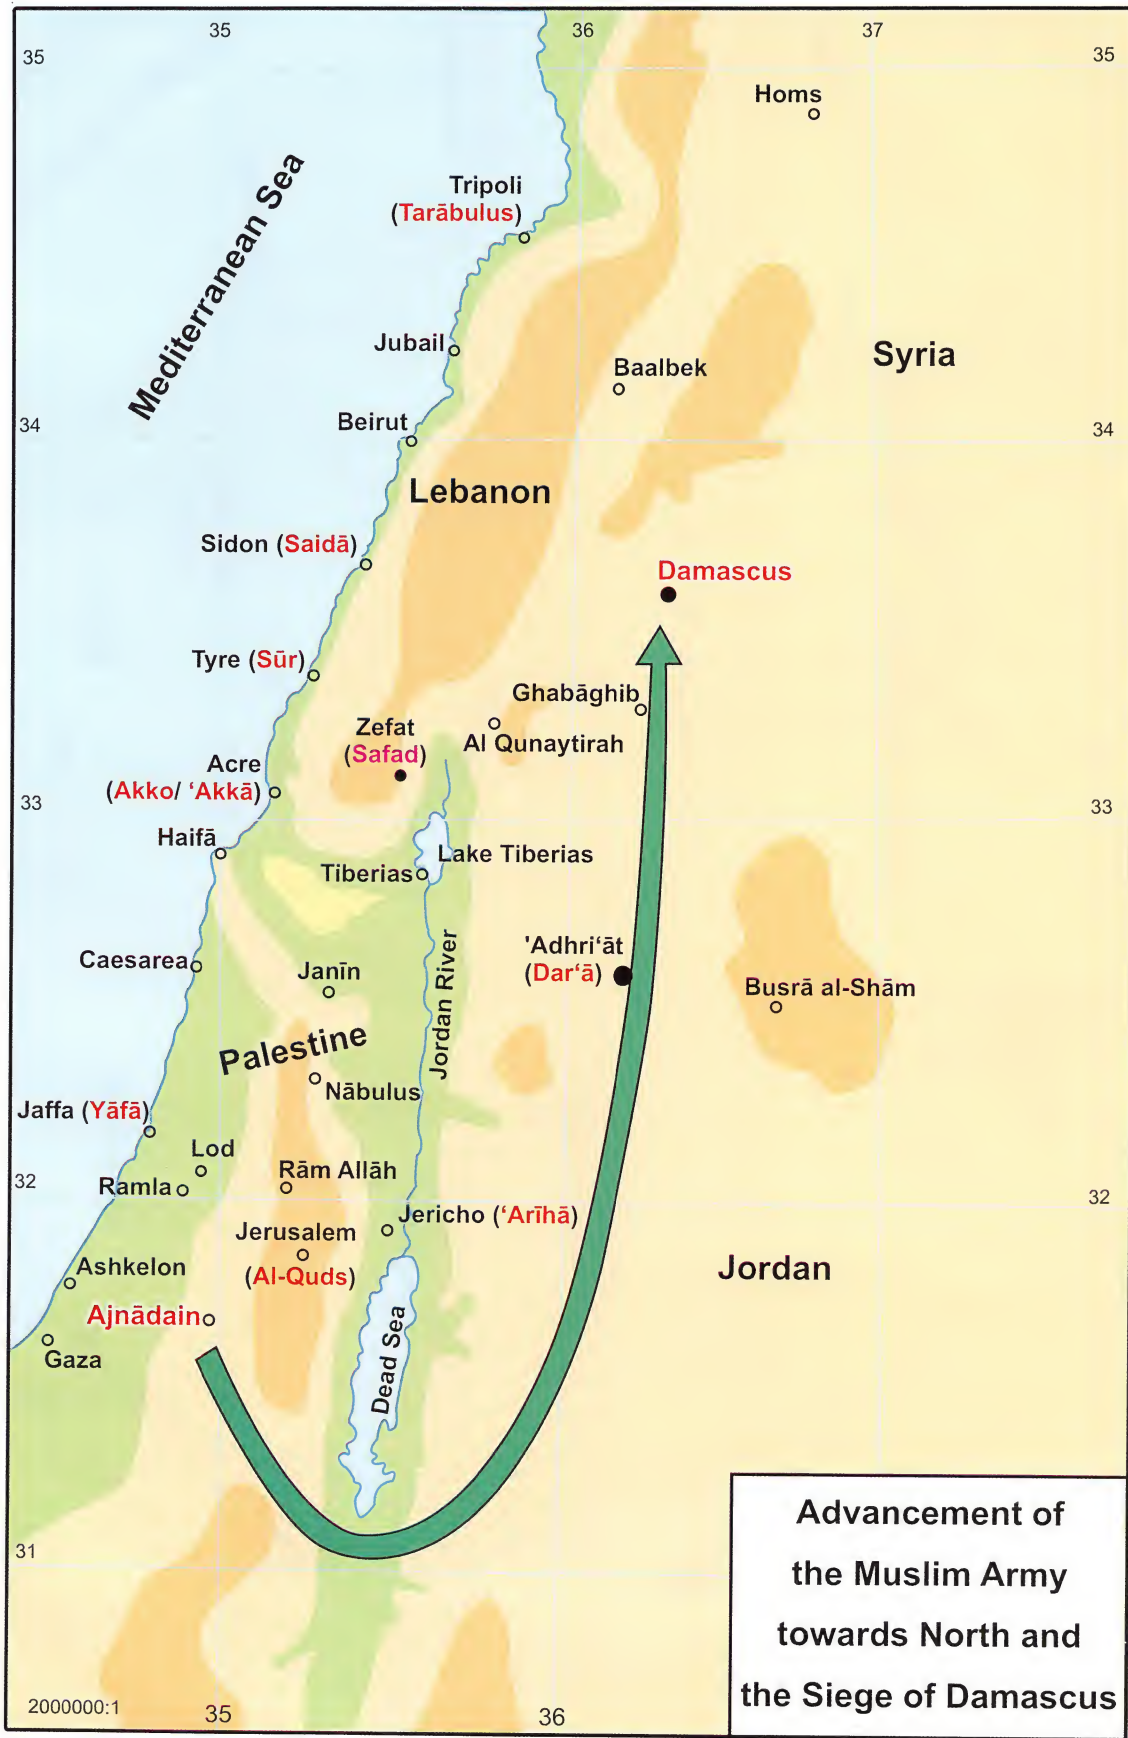 35
36
37
35
35
Homs
Mediterranean Sea
Tripoli
(Tarābulus)
Jubail
Baalbek
Syria
34
Beirut
34
Lebanon
Sidon (Saidā)
Damascus
Tyre (Sūr)
Ghabāghib
Zefat
(Safad)
Al Qunaytirah
Acre
(Akko/ ‘Akkā)
33
33
Haifā
Lake Tiberias
Tiberias
Caesarea
Janīn
Jordan River
'Adhri‘āt
(Dar‘ā)
Busrā al-Shām
Palestine
Nābulus
Jaffa (Yāfā)
Lod
Ramla
Rām Allāh
32
32
Jericho (‘Arīhā)
Jerusalem
(Al-Quds)
Ashkelon
Jordan
Ajnādain
Gaza
Dead Sea
31
Advancement of
the Muslim Army
towards North and
the Siege of Damascus
2000000:1
35
36